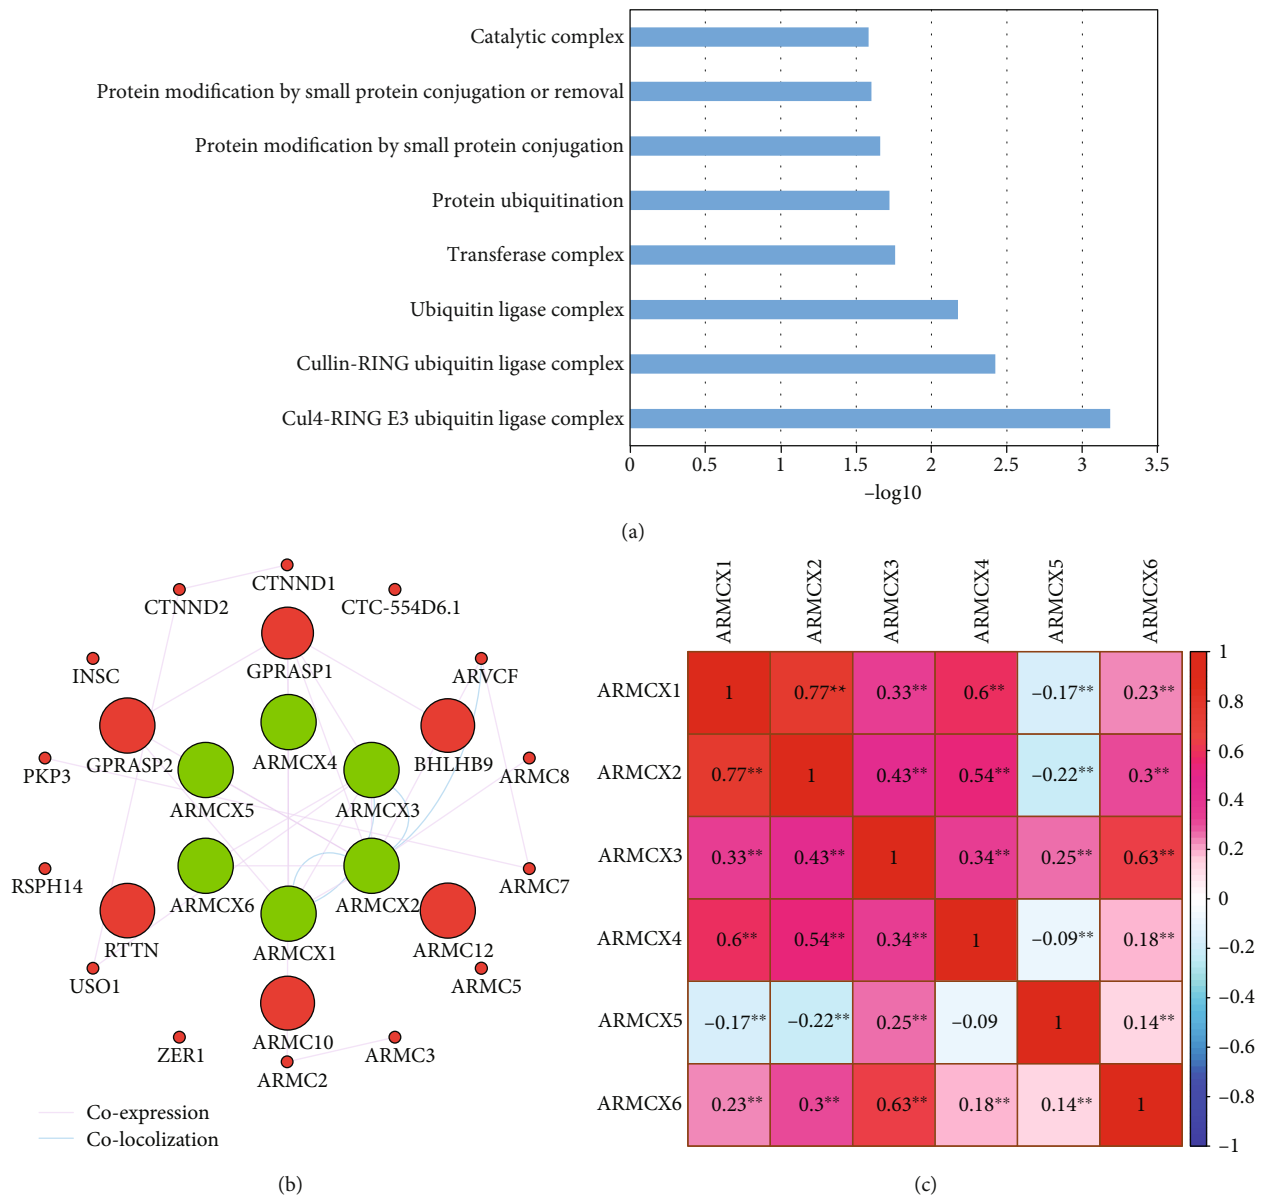 Catalytic complex
Protein modification by small protein conjugation or removal
Protein modification by small protein conjugation
Protein ubiquitination
Transferase complex
Ubiquitin ligase complex
Cullin-RING ubiquitin ligase complex
Cul4-RING E3 ubiquitin ligase complex
0 0.5 1 1.5 2 2.5 3 3.5
–log10
(a)
CTNND1
CTNND2
CTC-554D6.1
GPRASP1
INSC
ARVCF
GPRASP2
ARMCX4
BHLHB9
PKP3
ARMC8
ARMCX5
ARMCX3
RSPH14
ARMC7
ARMCX6
ARMCX2
RTTN
ARMCX1
ARMC12
USO1
ARMC5
ZER1
ARMC10
ARMC3
ARMC2
Co-expression
Co-locolization
(b)
ARMCX1 ARMCX2 ARMCX3 ARMCX4 ARMCX5 ARMCX6
ARMCX1 1 0.77** 0.33** 0.6** –0.17** 0.23**
ARMCX2 0.77** 1 0.43** 0.54** –0.22** 0.3**
ARMCX3 0.33** 0.43** 1 0.34** 0.25** 0.63**
ARMCX4 0.6** 0.54** 0.34** 1 –0.09** 0.18**
ARMCX5 –0.17** –0.22** 0.25** –0.09 1 0.14**
ARMCX6 0.23** 0.3** 0.63** 0.18** 0.14** 1
1
0.8
0.6
0.4
0.2
0
–0.2
–0.4
–0.6
–0.8
–1
(c)